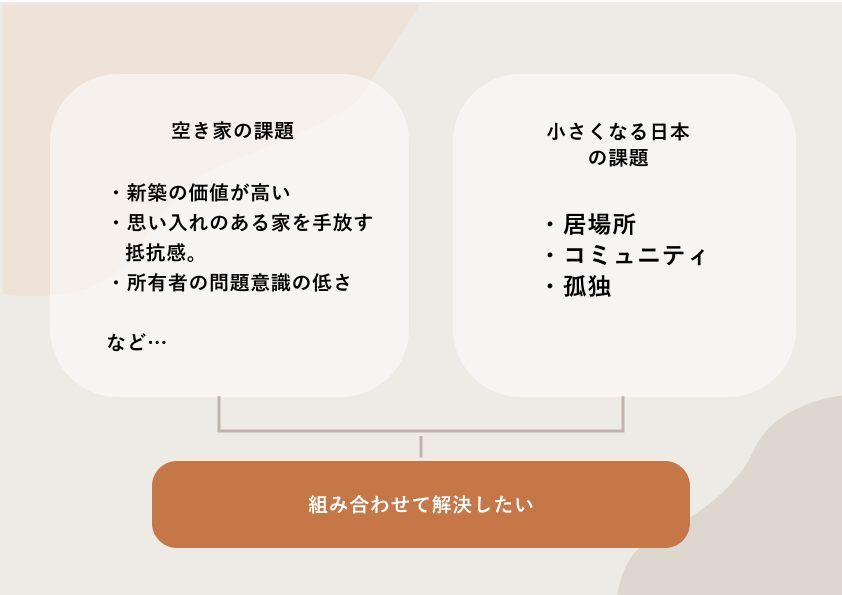 空き家の課題
・新築の価値が高い
・思い入れのある家を手放す
抵抗感。
・所有者の問題意識の低さ
など…
小さくなる日本
の課題
・居場所
・コミュニティ
・孤独
組み合わせて解決したい